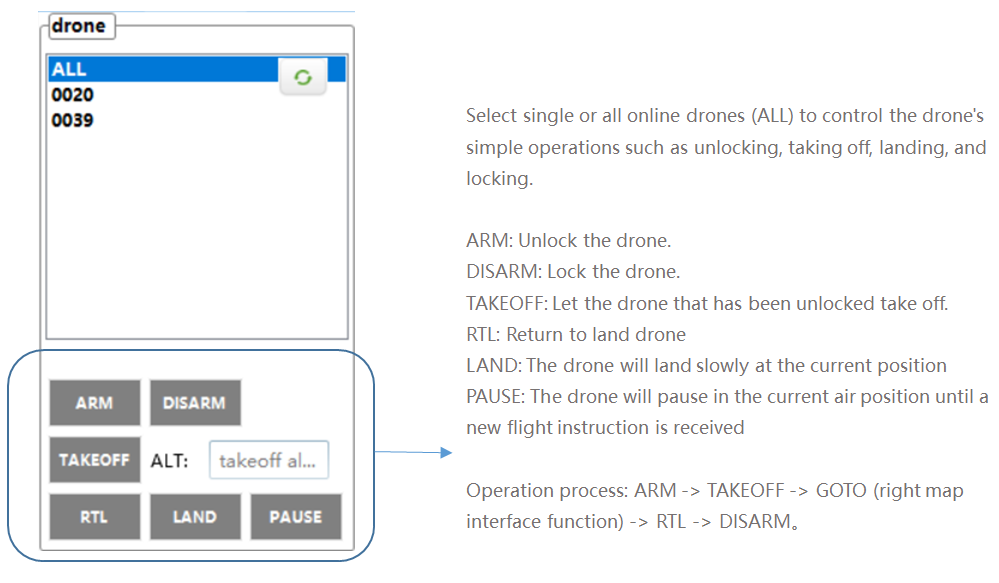 drone
ALL
0020
0039
ARM DISARM
TAKEOFF ALT: takeoff al...
RTL LAND PAUSE
Select single or all online drones (ALL) to control the drone's
simple operations such as unlocking, taking off, landing, and
locking.
ARM: Unlock the drone.
DISARM: Lock the drone.
TAKEOFF: Let the drone that has been unlocked take off.
RTL: Return to land drone
LAND: The drone will land slowly at the current position
PAUSE: The drone will pause in the current air position until a
new flight instruction is received
Operation process: ARM -> TAKEOFF -> GOTO (right map
interface function) -> RTL -> DISARM。